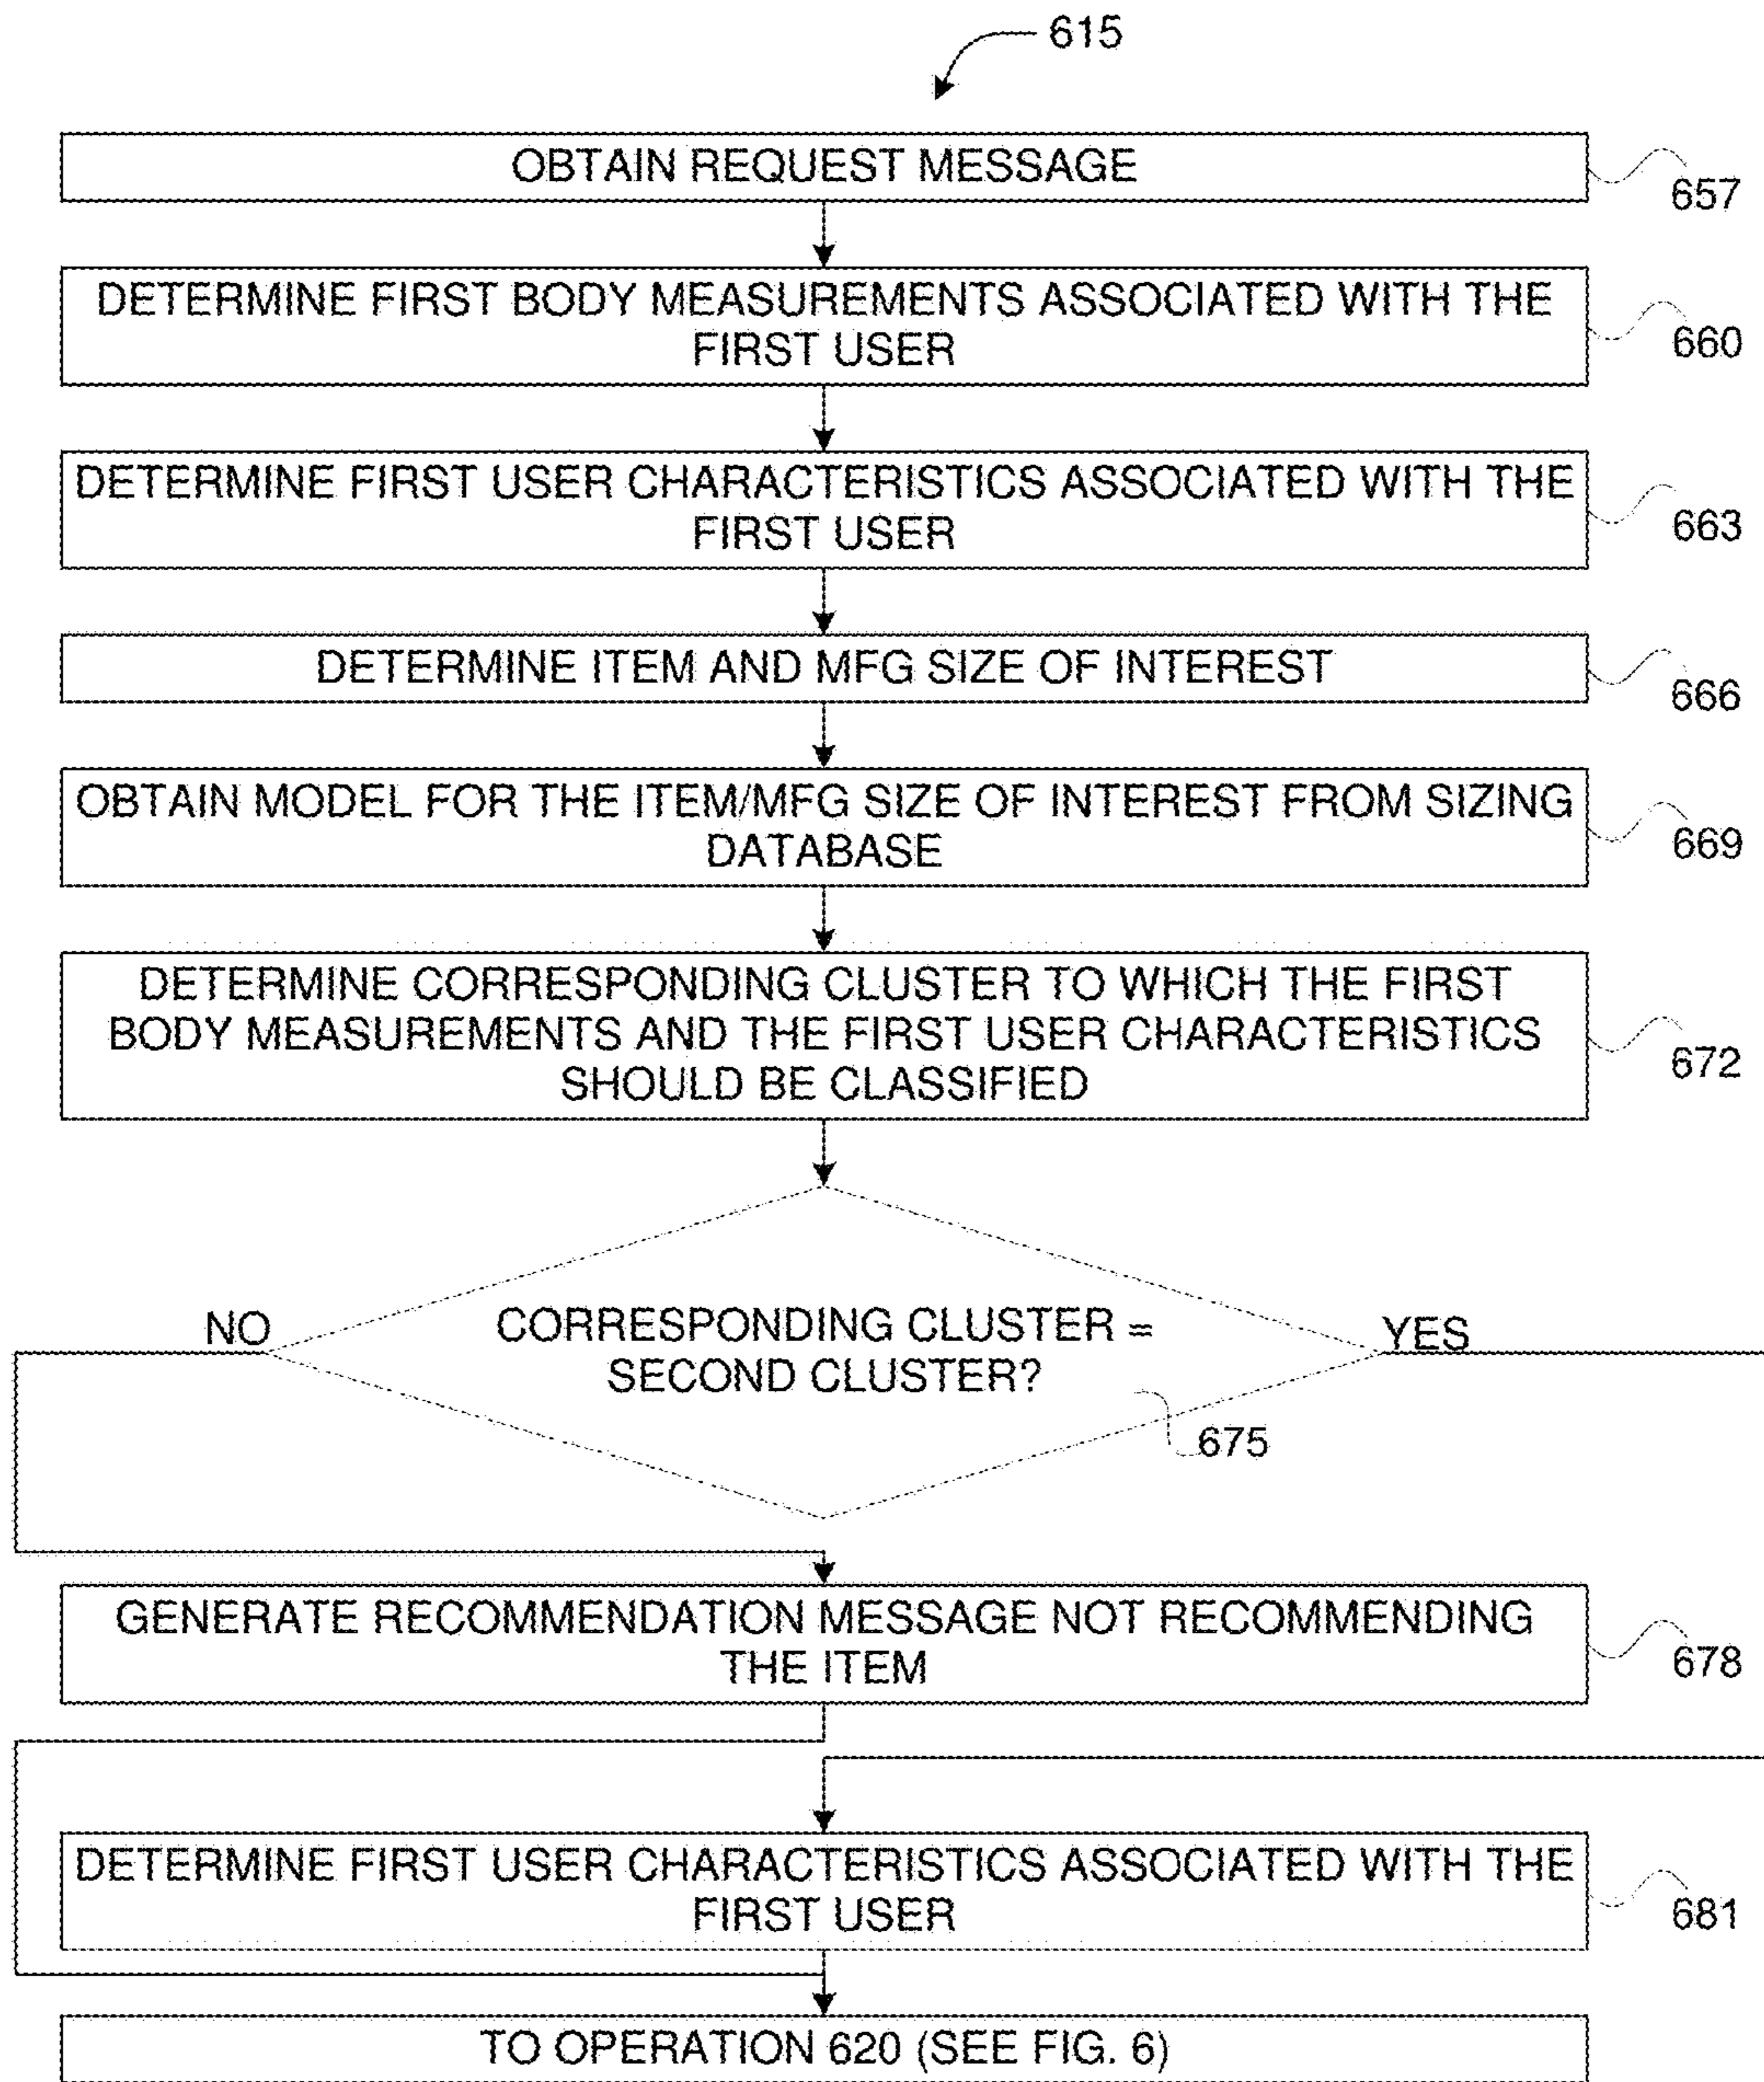 615
OBTAIN REQUEST MESSAGE
657
DETERMINE FIRST BODY MEASUREMENTS ASSOCIATED WITH THE
FIRST USER
660
DETERMINE FIRST USER CHARACTERISTICS ASSOCIATED WITH THE
FIRST USER
663
DETERMINE ITEM AND MFG SIZE OF INTEREST
666
OBTAIN MODEL FOR THE ITEM/MFG SIZE OF INTEREST FROM SIZING
DATABASE
669
DETERMINE CORRESPONDING CLUSTER TO WHICH THE FIRST
BODY MEASUREMENTS AND THE FIRST USER CHARACTERISTICS
SHOULD BE CLASSIFIED
672
NO
CORRESPONDING CLUSTER =
SECOND CLUSTER?
YES
675
GENERATE RECOMMENDATION MESSAGE NOT RECOMMENDING
THE ITEM
678
DETERMINE FIRST USER CHARACTERISTICS ASSOCIATED WITH THE
FIRST USER
681
TO OPERATION 620 (SEE FIG. 6)